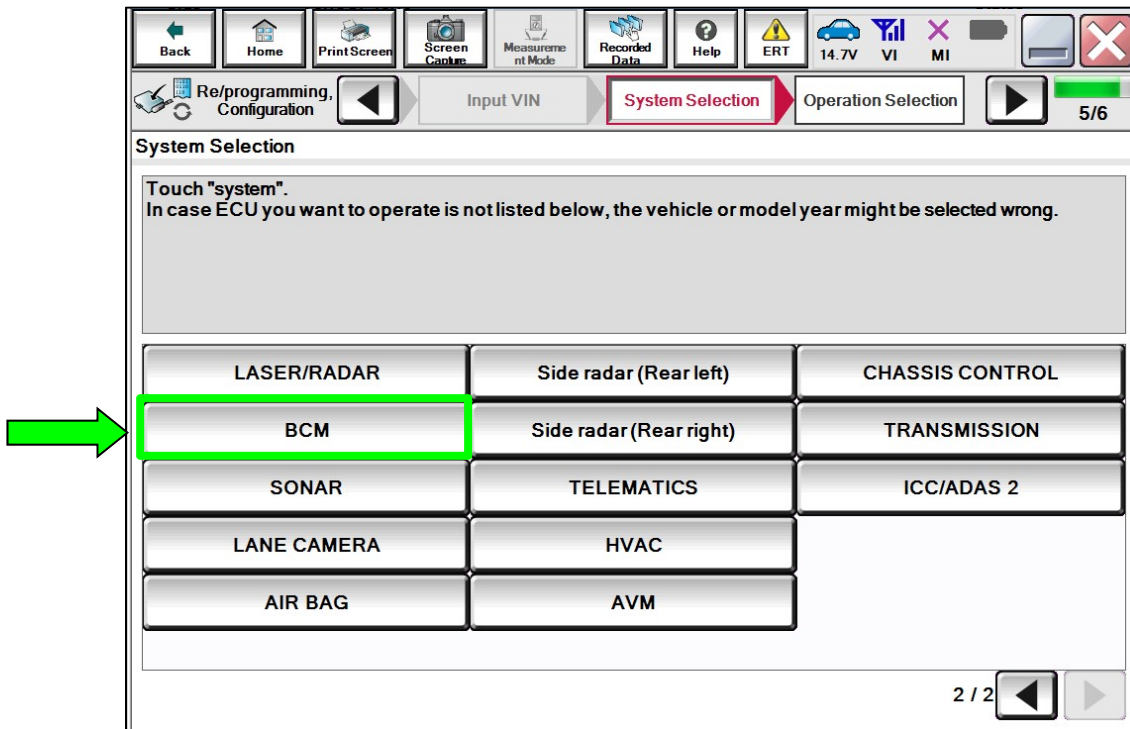 Back
Home
Print Screen
Screen
Capture
Measureme
nt Mode
Recorded
Data
Help
ERT
14.7V
VI
MI
Re/programming,
Configuration
Input VIN
System Selection
Operation Selection
5/6
System Selection
Touch "system".
In case ECU you want to operate is not listed below, the vehicle or model year might be selected wrong.
LASER/RADAR
Side radar (Rear left)
CHASSIS CONTROL
BCM
Side radar (Rear right)
TRANSMISSION
SONAR
TELEMATICS
ICC/ADAS 2
LANE CAMERA
HVAC
AIR BAG
AVM
2 / 2